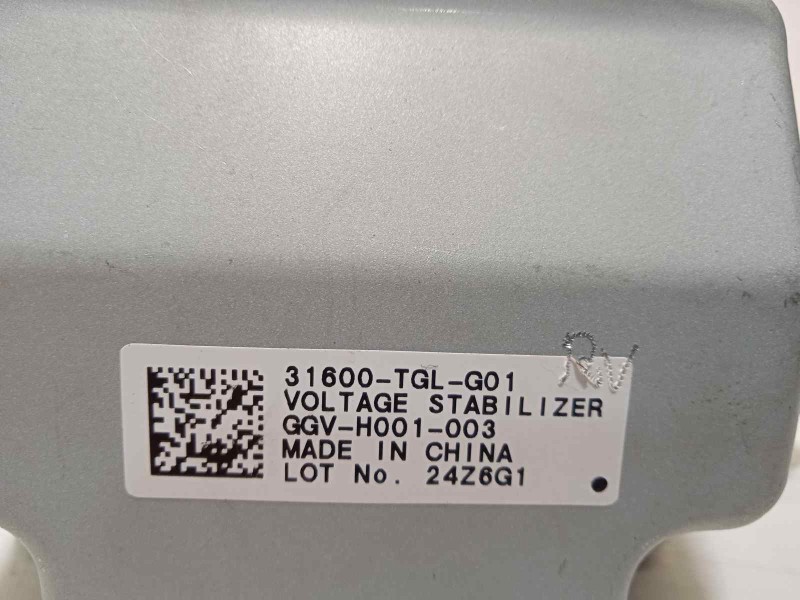 31600-TGL-G01
VOLTAGE STABILIZER
GGV-H001-003
MADE IN CHINA
LOT No. 24Z6G1